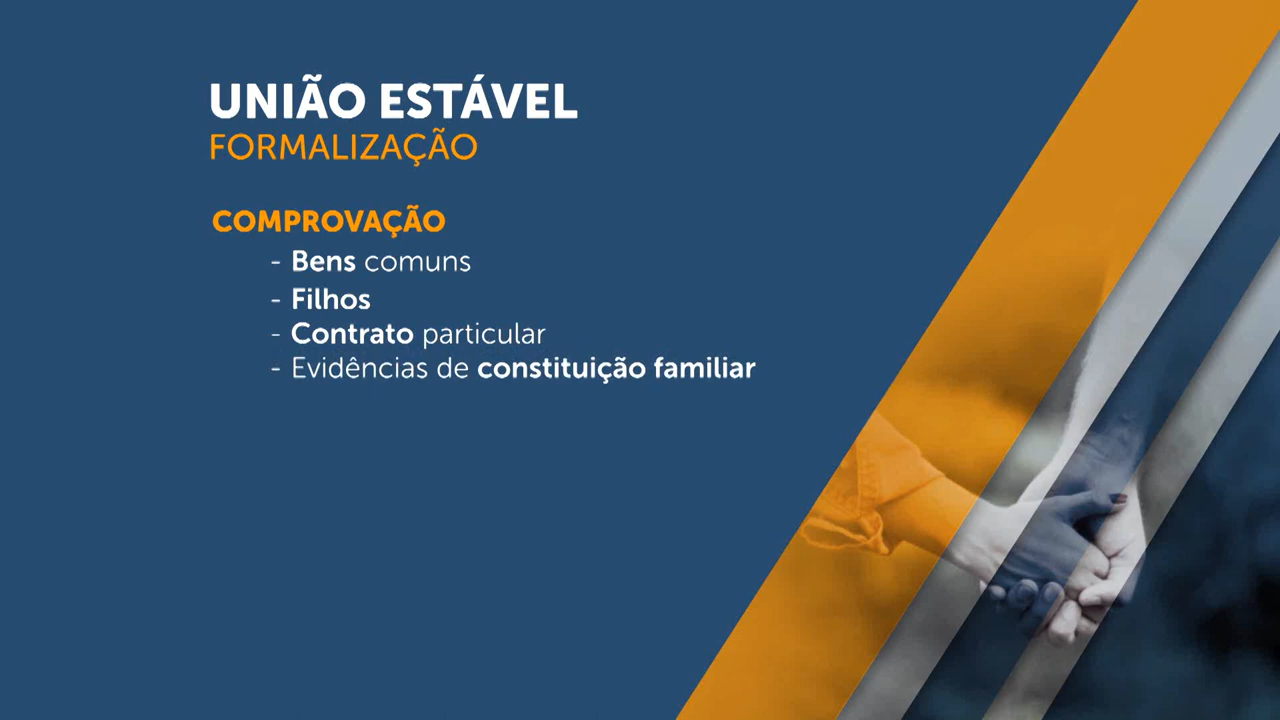 UNIÃO ESTÁVEL
FORMALIZAÇÃO
COMPROVAÇÃO
- Bens comuns
- Filhos
- Contrato particular
- Evidências de constituição familiar